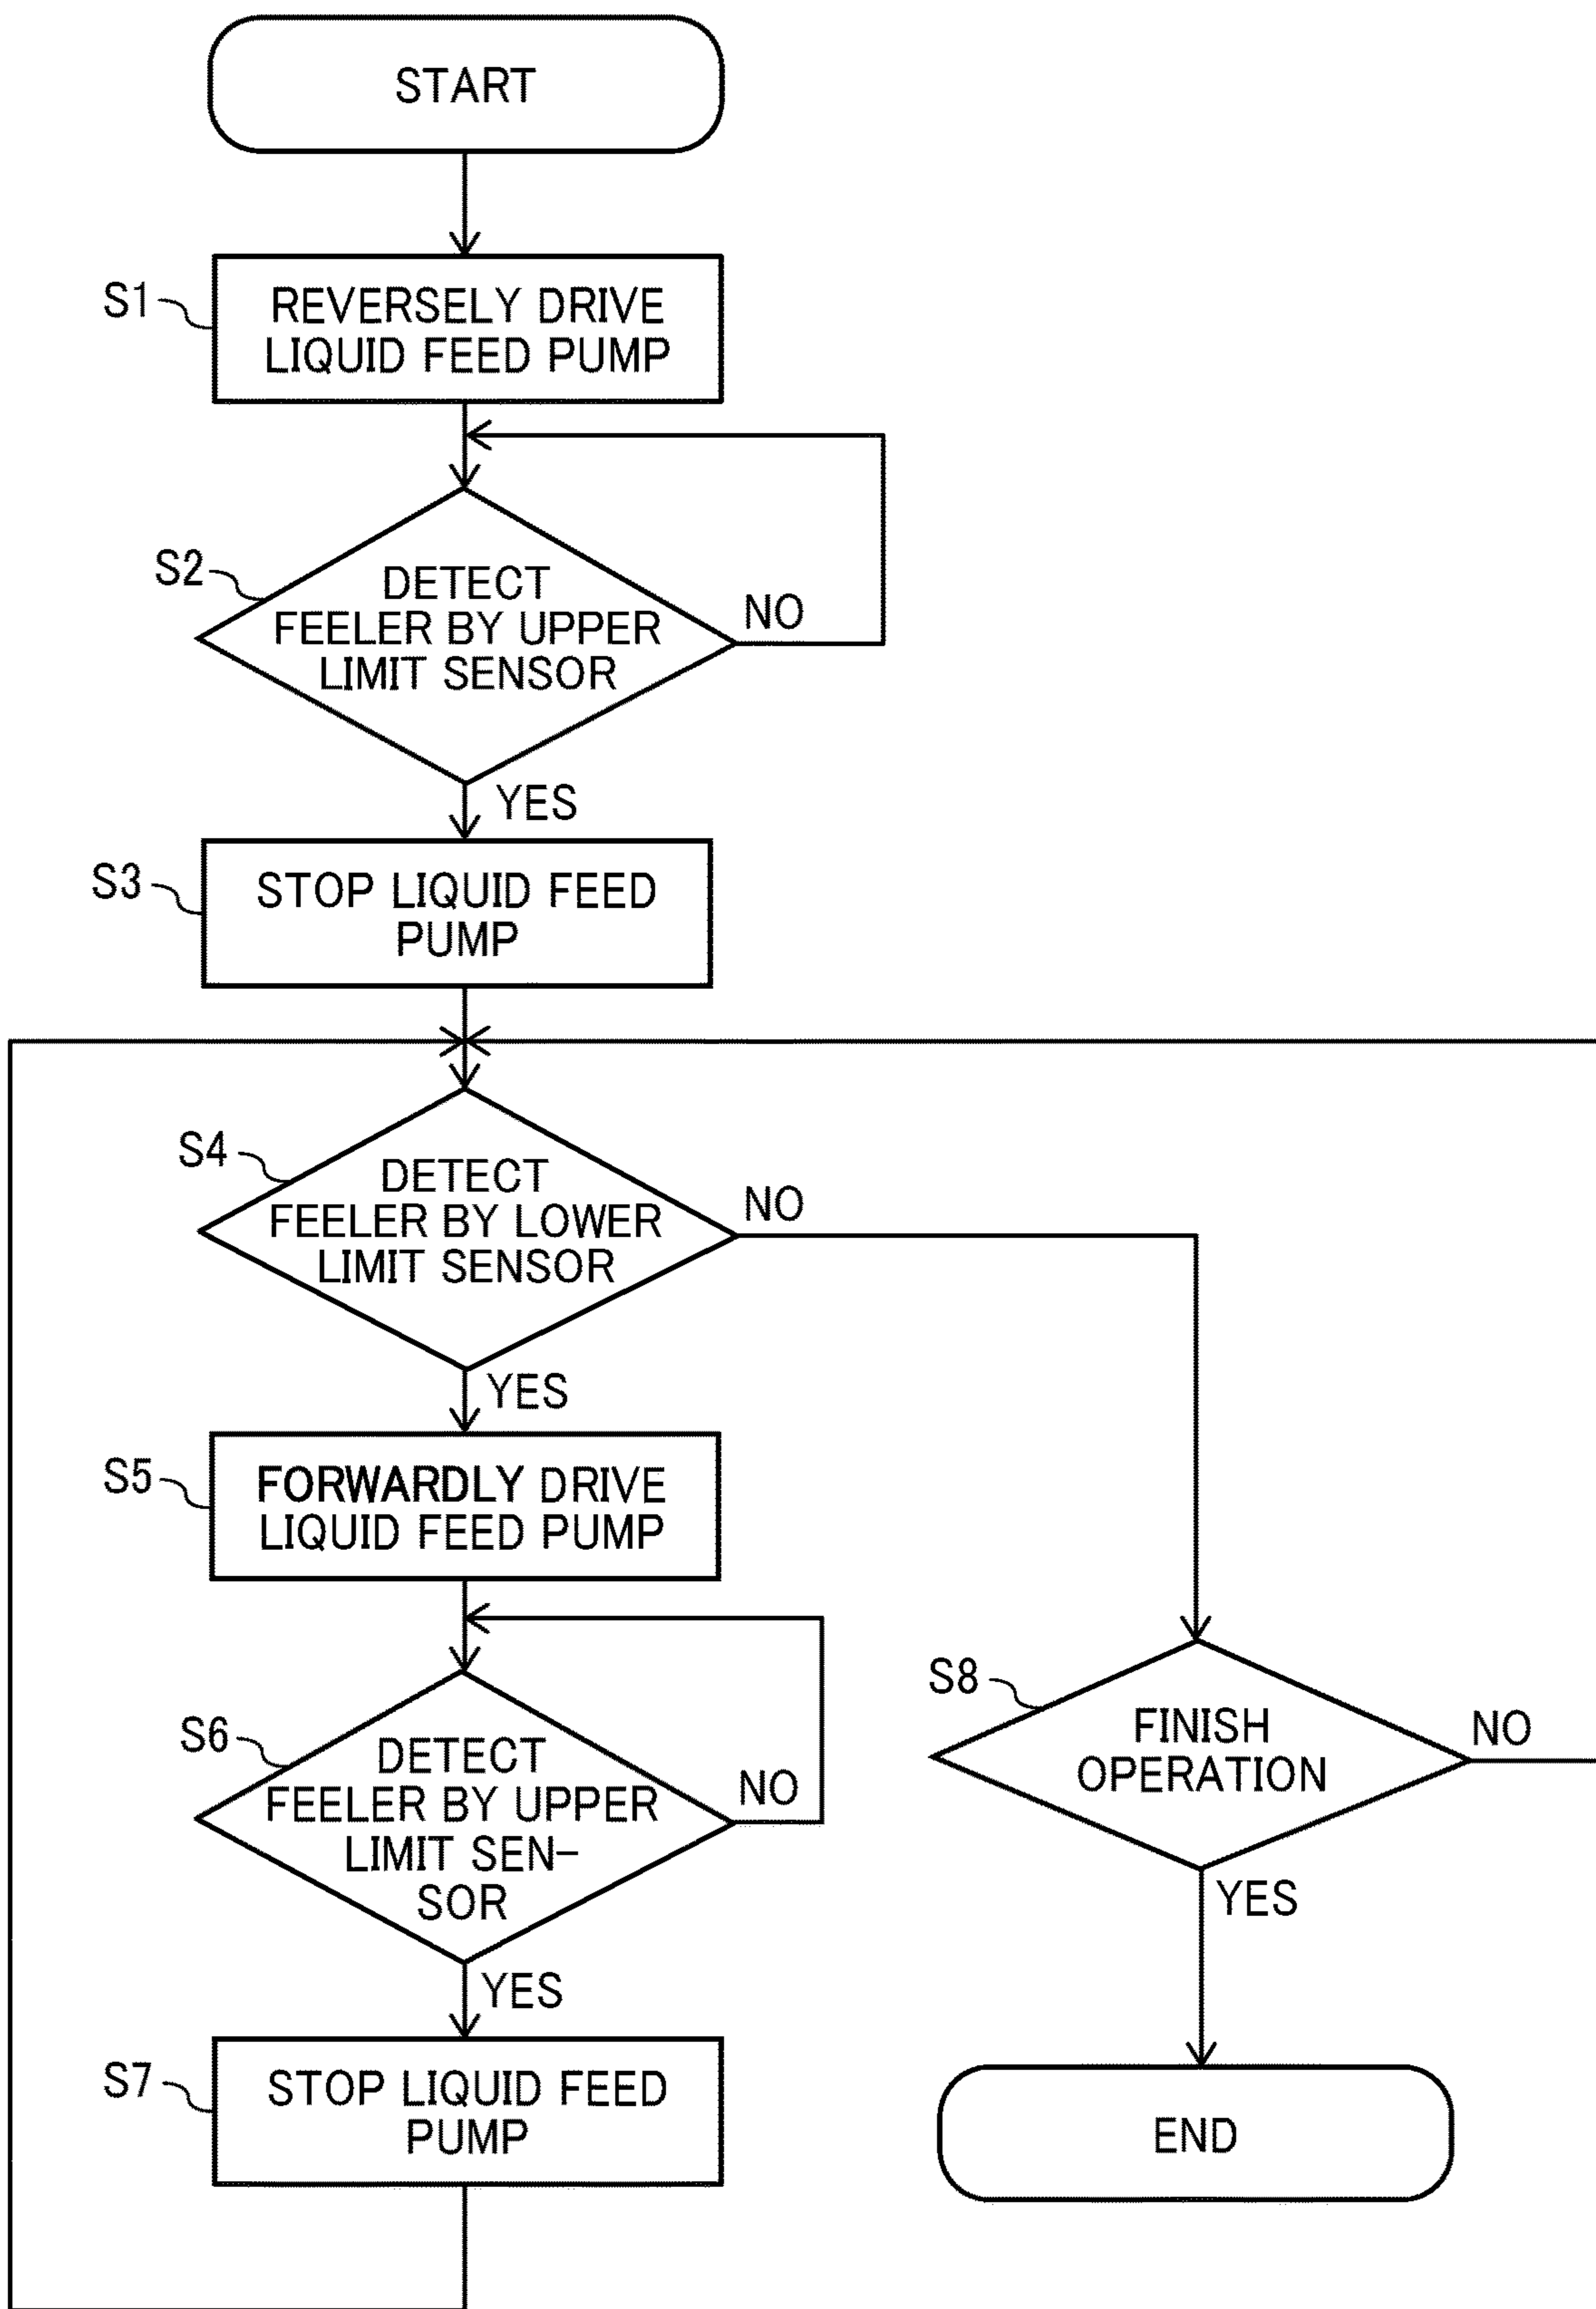 START
S1
REVERSELY DRIVE
LIQUID FEED PUMP
S2
DETECT
FEELER BY UPPER
LIMIT SENSOR
NO
YES
S3
STOP LIQUID FEED
PUMP
S4
DETECT
FEELER BY LOWER
LIMIT SENSOR
NO
YES
S5
FORWARDLY DRIVE
LIQUID FEED PUMP
S6
DETECT
FEELER BY UPPER
LIMIT SEN-
SOR
NO
YES
S7
STOP LIQUID FEED
PUMP
S8
FINISH
OPERATION
NO
YES
END